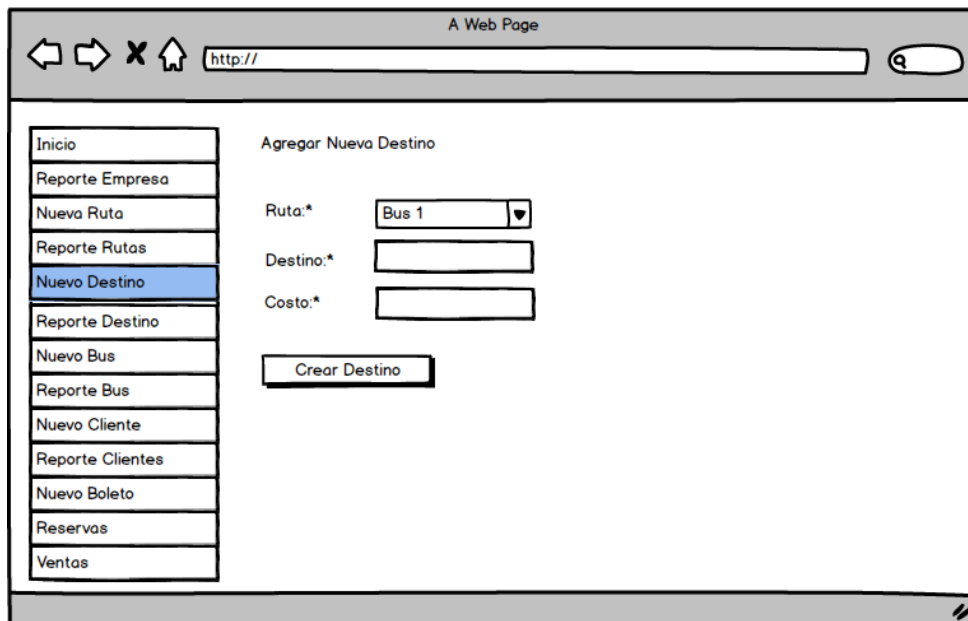 A Web Page
http://
Inicio
Reporte Empresa
Nueva Ruta
Reporte Rutas
Nuevo Destino
Reporte Destino
Nuevo Bus
Reporte Bus
Nuevo Cliente
Reporte Clientes
Nuevo Boleto
Reservas
Ventas
Agregar Nueva Destino
Ruta:* Bus 1
Destino:*
Costo:*
Crear Destino